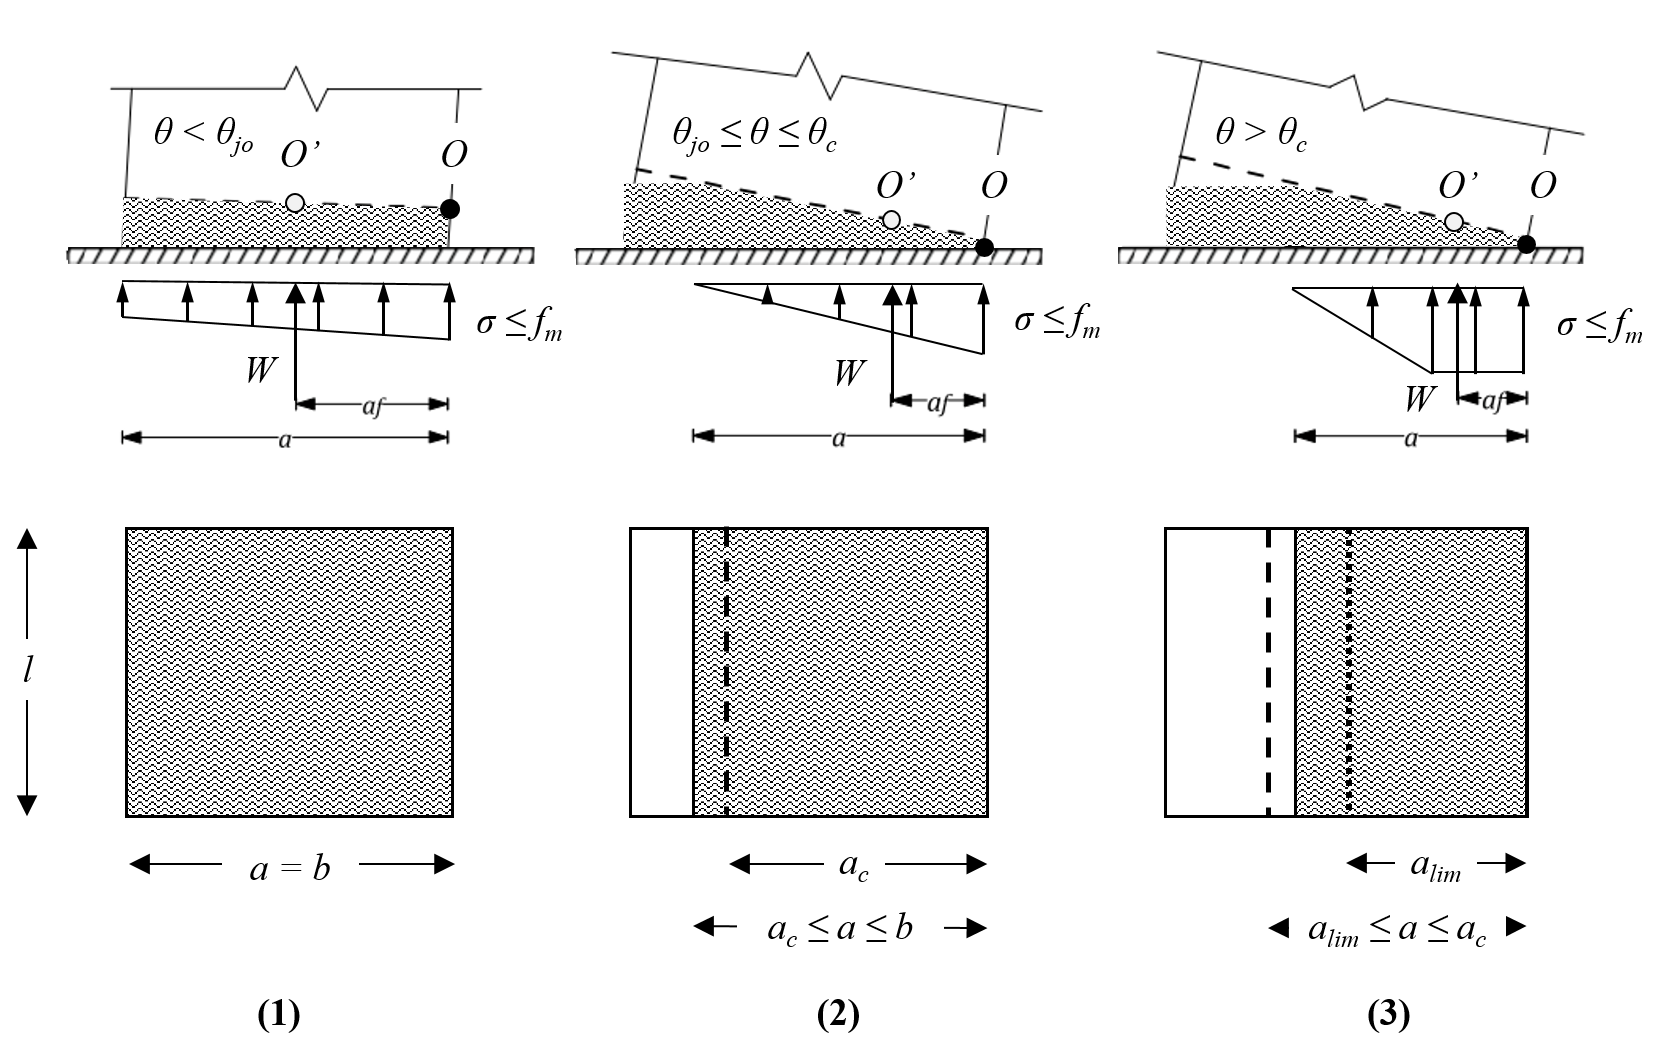 θ < θjo
O’
O
σ ≤ fm
W
af
a
l
a = b
(1)
θjo ≤ θ ≤ θc
O’
O
σ ≤ fm
W
af
a
ac
ac ≤ a ≤ b
(2)
θ > θc
O’
O
σ ≤ fm
W
af
a
alim
alim ≤ a ≤ ac
(3)